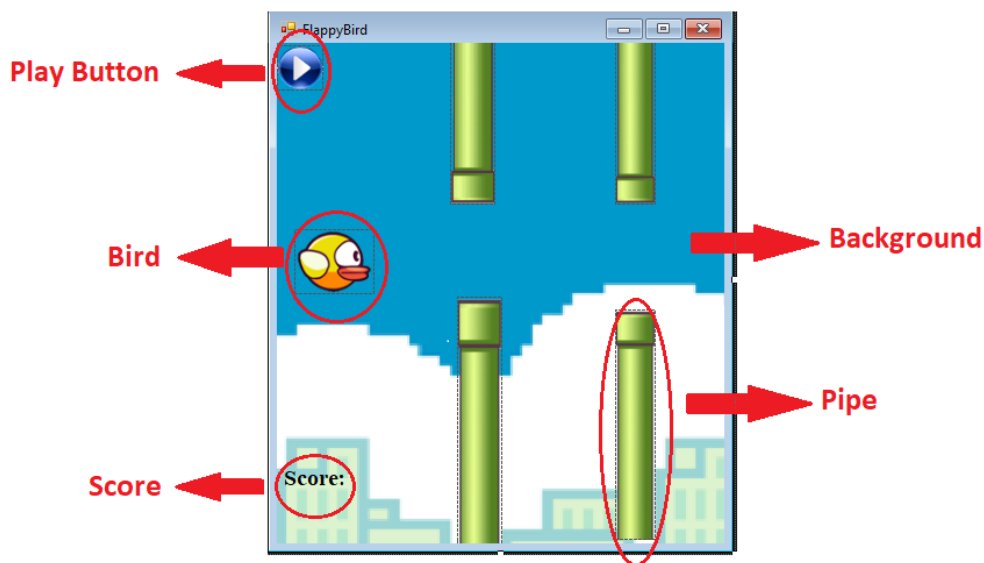 FlappyBird
Play Button
Bird
Background
Pipe
Score
Score: